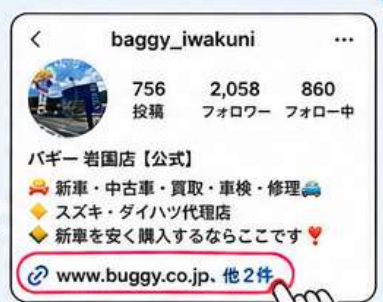 baggy_iwakuni
756 2,058 860
投稿 フォロワー フォロー中
バギー 岩国店【公式】
新車・中古車・買取・車検・修理
スズキ・ダイハツ代理店
新車を安く購入するならここです
www.buggy.co.jp、他2件